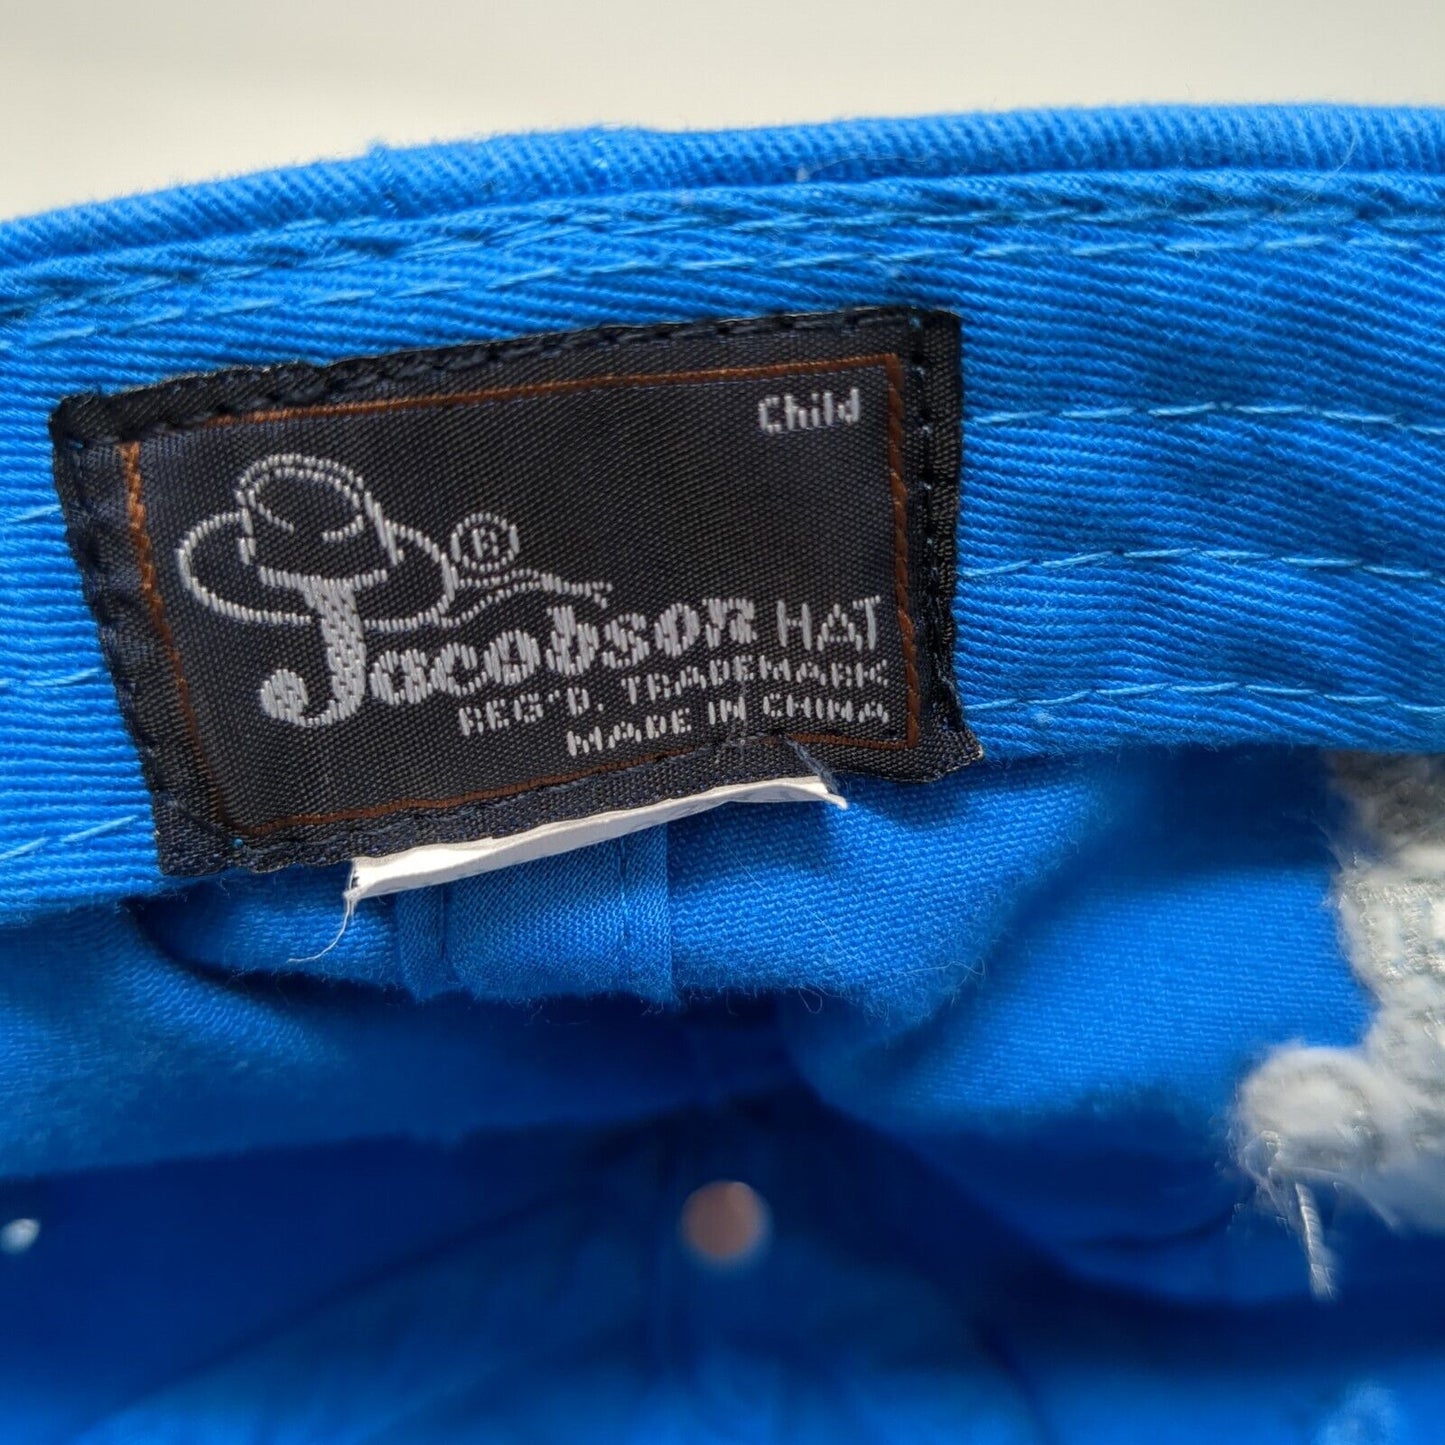 Child
®
Jacobson HAT
REG'D. TRADEMARK
MADE IN CHINA